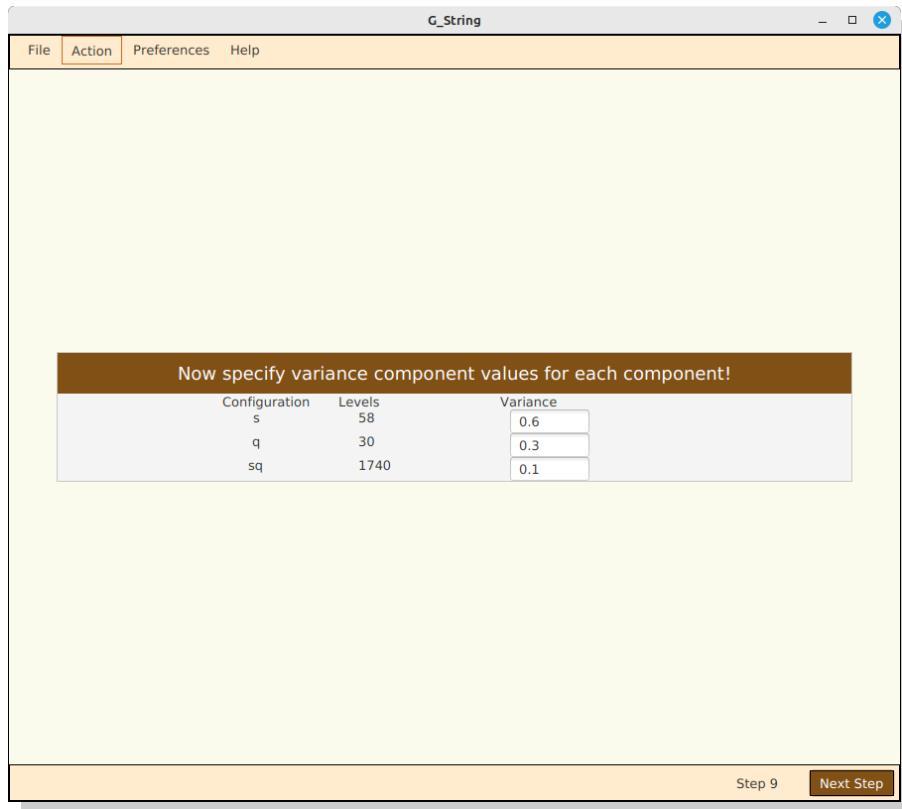 G_String
File Action Preferences Help
Now specify variance component values for each component!
Configuration Levels Variance
s 58 0.6
q 30 0.3
sq 1740 0.1
Step 9 Next Step